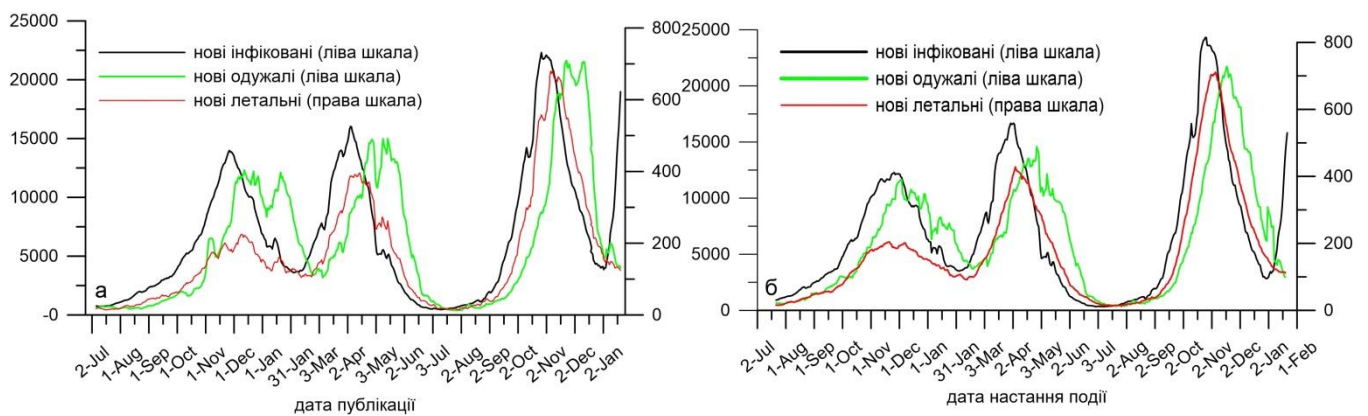 25000
20000
15000
10000
5000
-0
800
600
400
200
0
нові інфіковані (ліва шкала)
нові одужалі (ліва шкала)
нові летальні (права шкала)
а
2-Jul
1-Aug
1-Sep
1-Oct
1-Nov
1-Dec
1-Jan
31-Jan
3-Mar
2-Apr
3-May
2-Jun
3-Jul
2-Aug
2-Sep
2-Oct
2-Nov
2-Dec
2-Jan
дата публікації
25000
20000
15000
10000
5000
0
800
600
400
200
0
нові інфіковані (ліва шкала)
нові одужалі (ліва шкала)
нові летальні (права шкала)
б
2-Jul
1-Aug
1-Sep
1-Oct
1-Nov
1-Dec
1-Jan
31-Jan
3-Mar
2-Apr
3-May
2-Jun
3-Jul
2-Aug
2-Sep
2-Oct
2-Nov
2-Dec
2-Jan
1-Feb
дата настання події